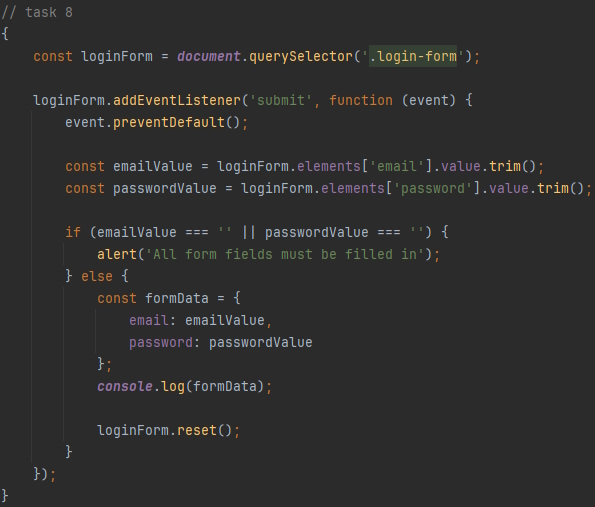 // task 8
{
    const loginForm = document.querySelector('.login-form');

    loginForm.addEventListener('submit', function (event) {
        event.preventDefault();

        const emailValue = loginForm.elements['email'].value.trim();
        const passwordValue = loginForm.elements['password'].value.trim();

        if (emailValue === '' || passwordValue === '') {
            alert('All form fields must be filled in');
        } else {
            const formData = {
                email: emailValue,
                password: passwordValue
            };
            console.log(formData);

            loginForm.reset();
        }
    });
}